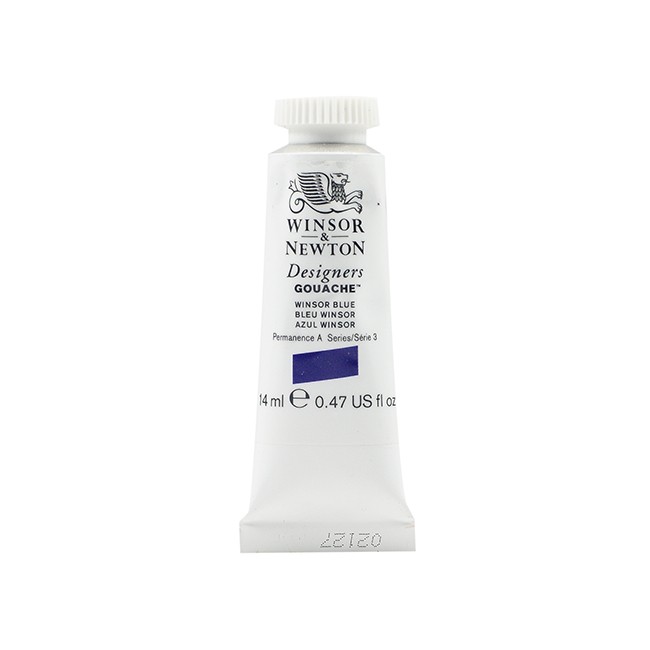 WINSOR
&
NEWTON
Designers
GOUACHE™
WINSOR BLUE
BLEU WINSOR
AZUL WINSOR
Permanence A Series/Série 3
14 ml ℮ 0.47 US fl oz
02127